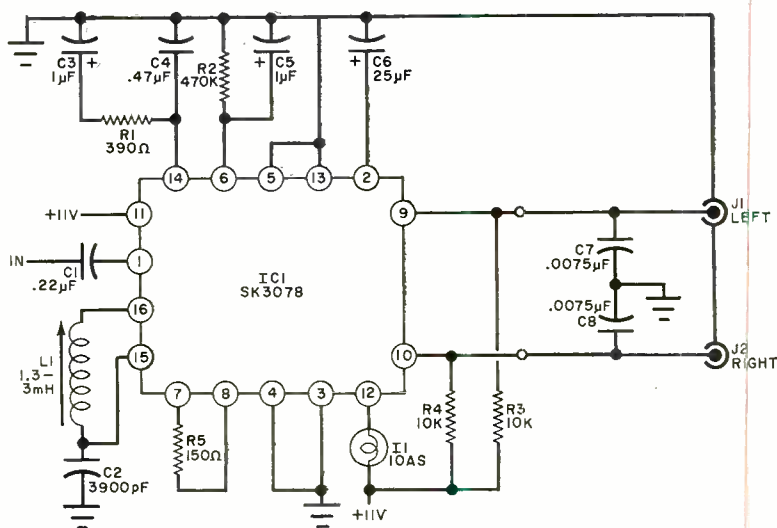 C3
1µF
+
C4
.47µF
R2
470K
+
C5
1µF
+
C6
25µF
R1
390Ω
14
6
5
13
2
+11V
11
9
J1
LEFT
IN
C1
.22µF
1
IC1
SK3078
C7
.0075µF
16
.0075µF
C8
L1
1.3-
3mH
15
10
J2
RIGHT
7
8
4
3
12
R5
150Ω
I1
10AS
R4
10K
R3
10K
C2
3900pF
+11V